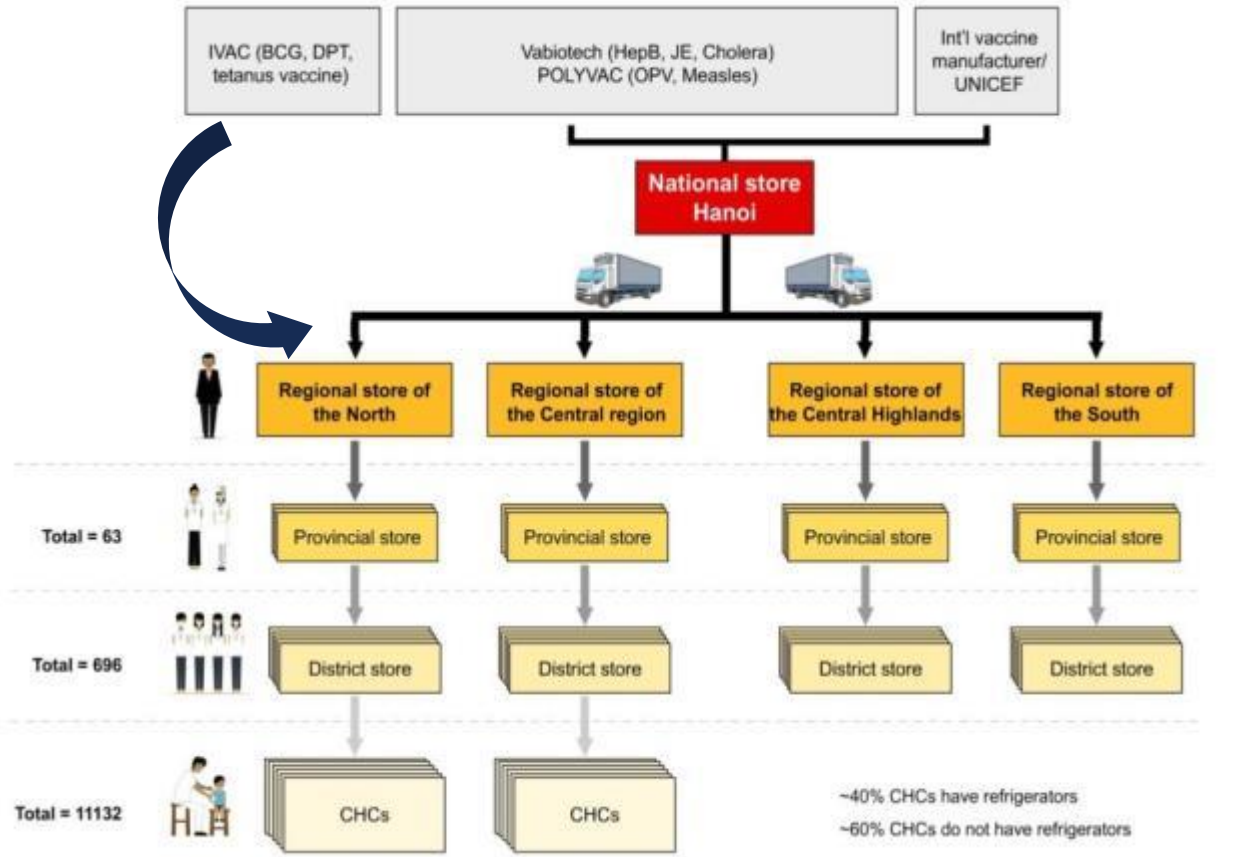 IVAC (BCG, DPT,
tetanus vaccine)
Vabiotech (HepB, JE, Cholera)
POLYVAC (OPV, Measles)
Int'l vaccine
manufacturer/
UNICEF
National store
Hanoi
Regional store of
the North
Regional store of
the Central region
Regional store of
the Central Highlands
Regional store of
the South
Total = 63
Provincial store
Provincial store
Provincial store
Provincial store
Total = 696
District store
District store
District store
District store
Total = 11132
CHCs
CHCs
~40% CHCs have refrigerators
~60% CHCs do not have refrigerators